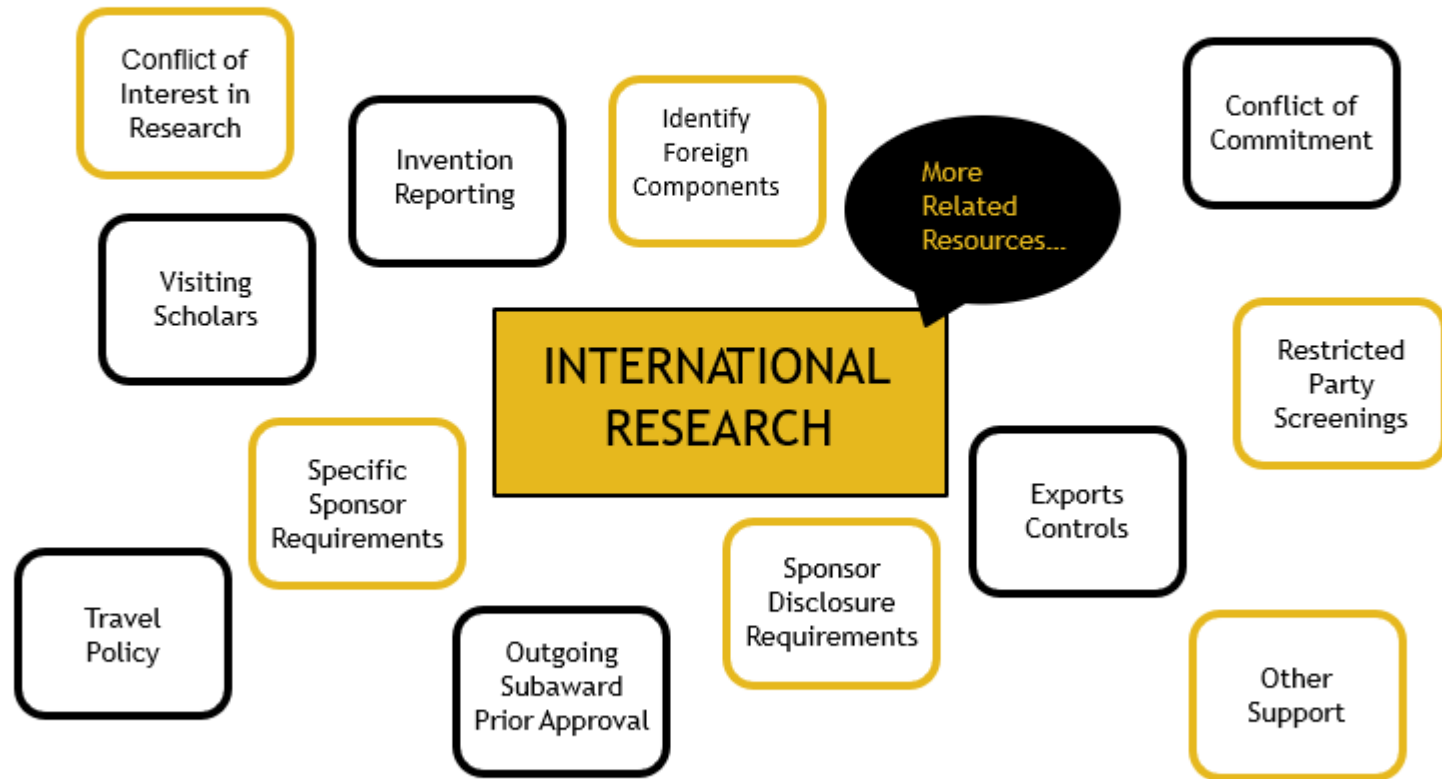 Conflict of
Interest in
Research
Invention
Reporting
Identify
Foreign
Components
More
Related
Resources...
Conflict of
Commitment
Visiting
Scholars
INTERNATIONAL
RESEARCH
Restricted
Party
Screenings
Specific
Sponsor
Requirements
Exports
Controls
Travel
Policy
Outgoing
Subaward
Prior Approval
Sponsor
Disclosure
Requirements
Other
Support